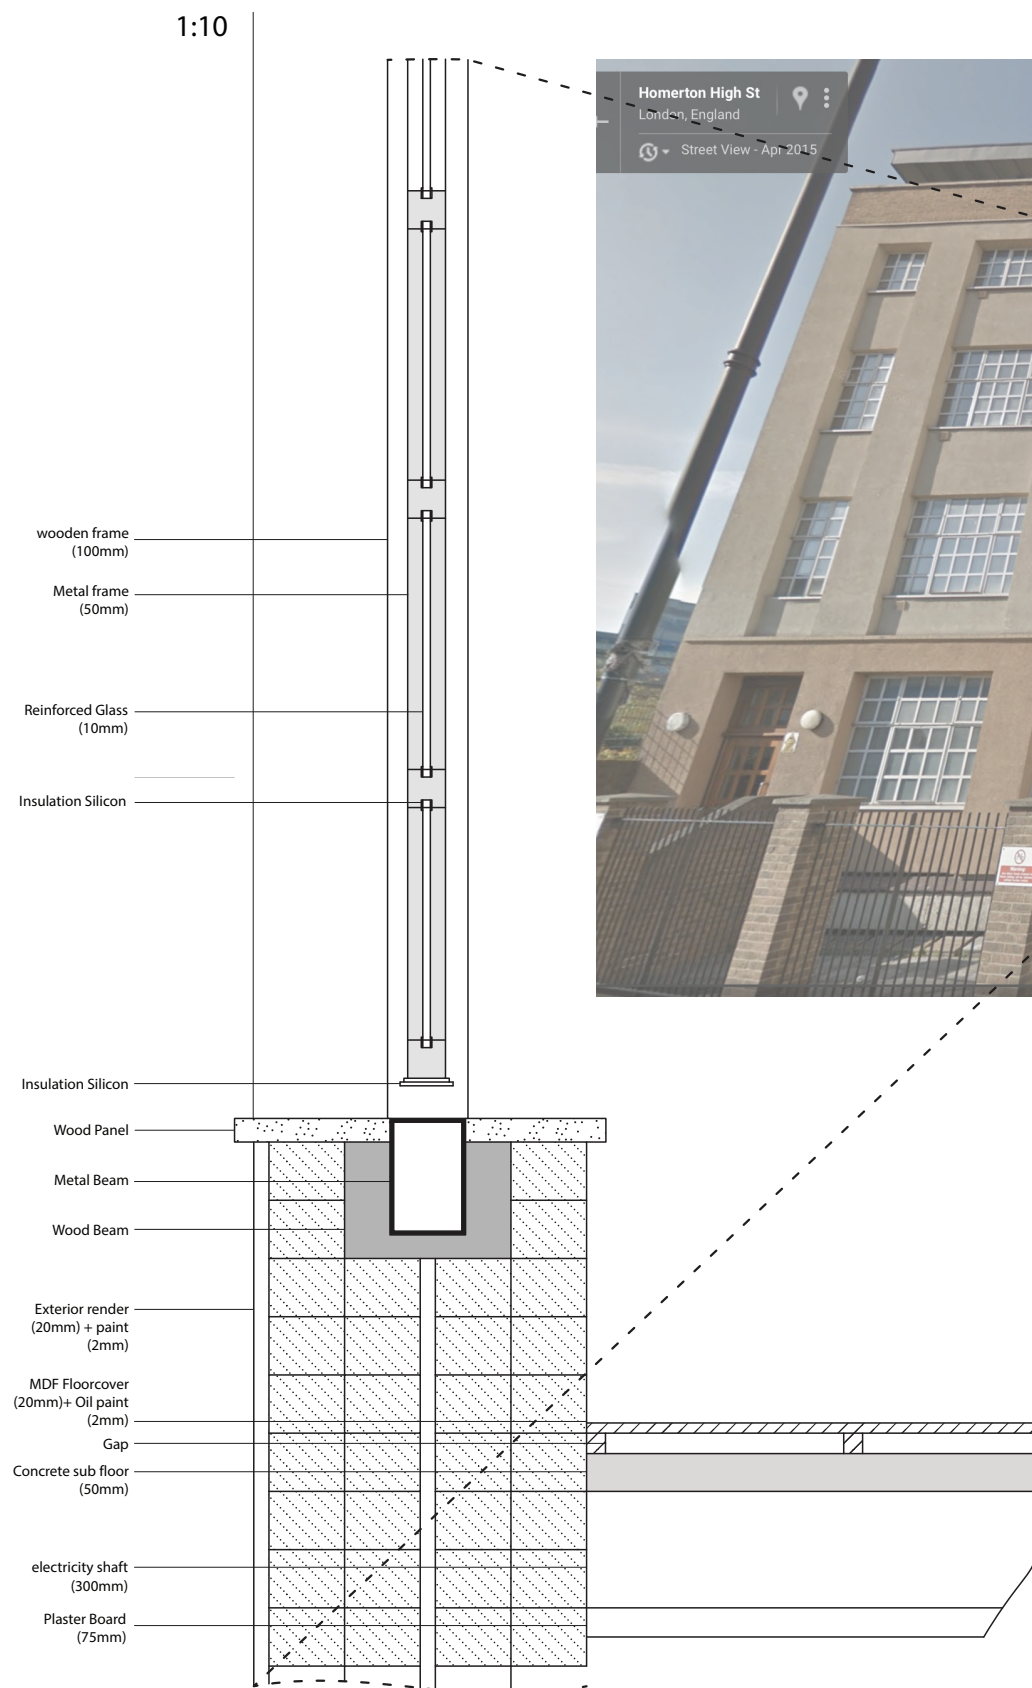 1:10
Homerton High St
London, England
Street View - Apr 2015
wooden frame
(100mm)
Metal frame
(50mm)
Reinforced Glass
(10mm)
Insulation Silicon
Insulation Silicon
Wood Panel
Metal Beam
Wood Beam
Exterior render
(20mm) + paint
(2mm)
MDF Floorcover
(20mm)+ Oil paint
(2mm)
Gap
Concrete sub floor
(50mm)
electricity shaft
(300mm)
Plaster Board
(75mm)